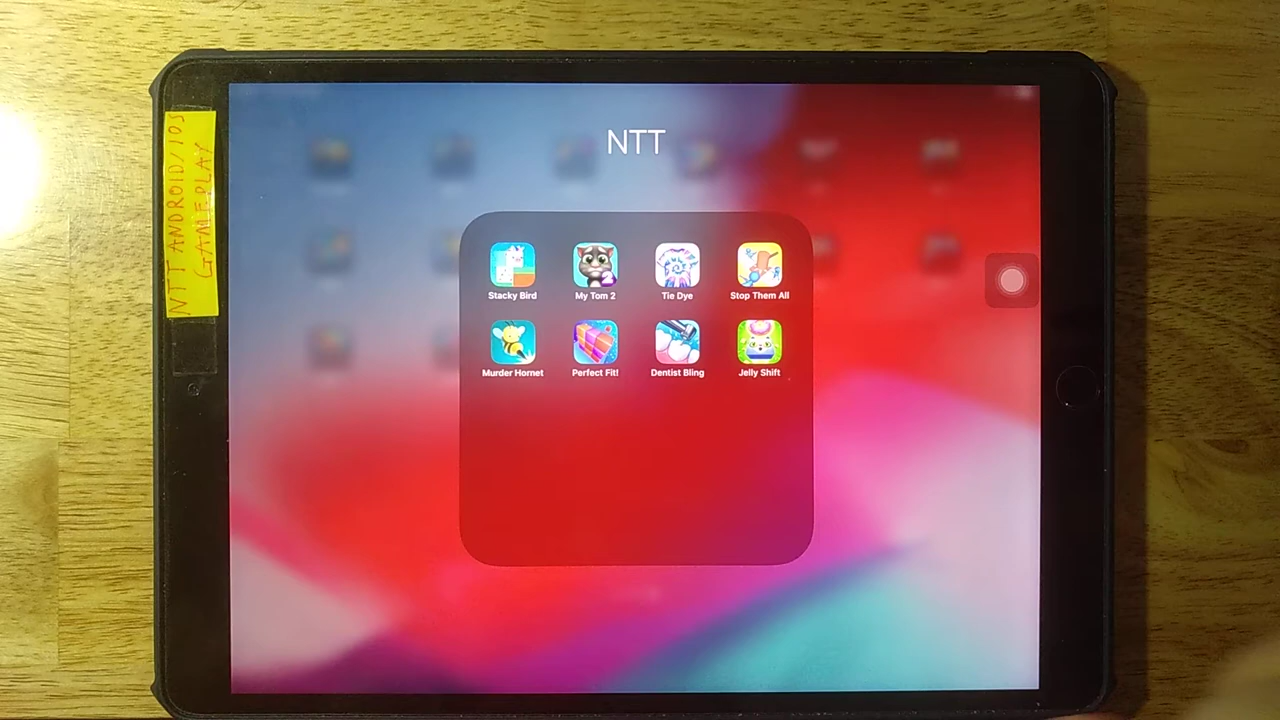 NTT ANDROID/IOS
GAMEPLAY
NTT
Stacky Bird
My Tom 2
Tie Dye
Stop Them All
Murder Hornet
Perfect Fit!
Dentist Bling
Jelly Shift